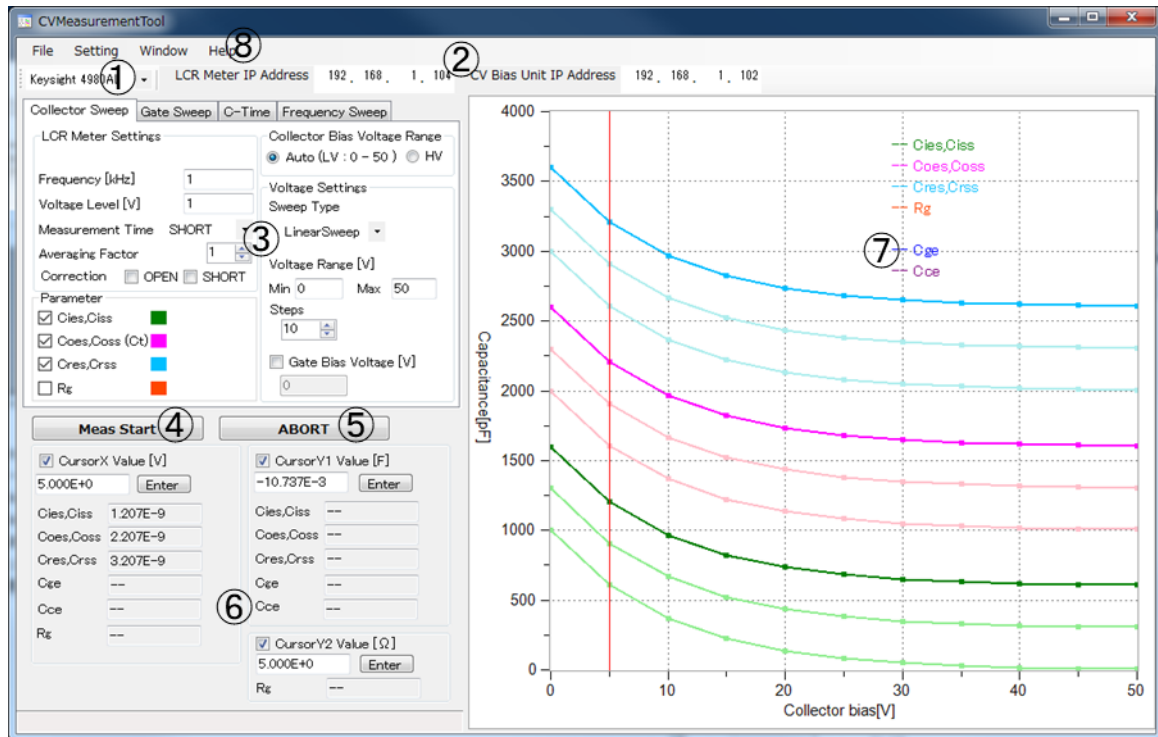 CVMeasurementTool
File Setting Window Help ⑧
Keysight 4980A ① LCR Meter IP Address 192 . 168 . 1 . 104 ② CV Bias Unit IP Address 192 . 168 . 1 . 102
Collector Sweep Gate Sweep C-Time Frequency Sweep
LCR Meter Settings
Frequency [kHz] 1
Voltage Level [V] 1
Measurement Time SHORT
Averaging Factor 1
③
Correction OPEN SHORT
Collector Bias Voltage Range
Auto (LV : 0 - 50 ) HV
Voltage Settings
Sweep Type
LinearSweep
Voltage Range [V]
Min 0 Max 50
Steps
10
Gate Bias Voltage [V]
0
Parameter
Cies,Ciss
Coes,Coss (Ct)
Cres,Crss
Rg
Meas Start ④
ABORT ⑤
CursorX Value [V]
5.000E+0 Enter
Cies,Ciss 1.207E-9
Coes,Coss 2.207E-9
Cres,Crss 3.207E-9
Cge --
Cce --
Rg --
⑥
CursorY1 Value [F]
-10.737E-3 Enter
Cies,Ciss --
Coes,Coss --
Cres,Crss --
Cge --
Cce --
CursorY2 Value [Ω]
5.000E+0 Enter
Rg --
4000
3500
3000
2500
2000
1500
1000
500
0
Capacitance[pF]
Cies,Ciss
Coes,Coss
Cres,Crss
Rg
⑦ Cge
Cce
0 10 20 30 40 50
Collector bias[V]